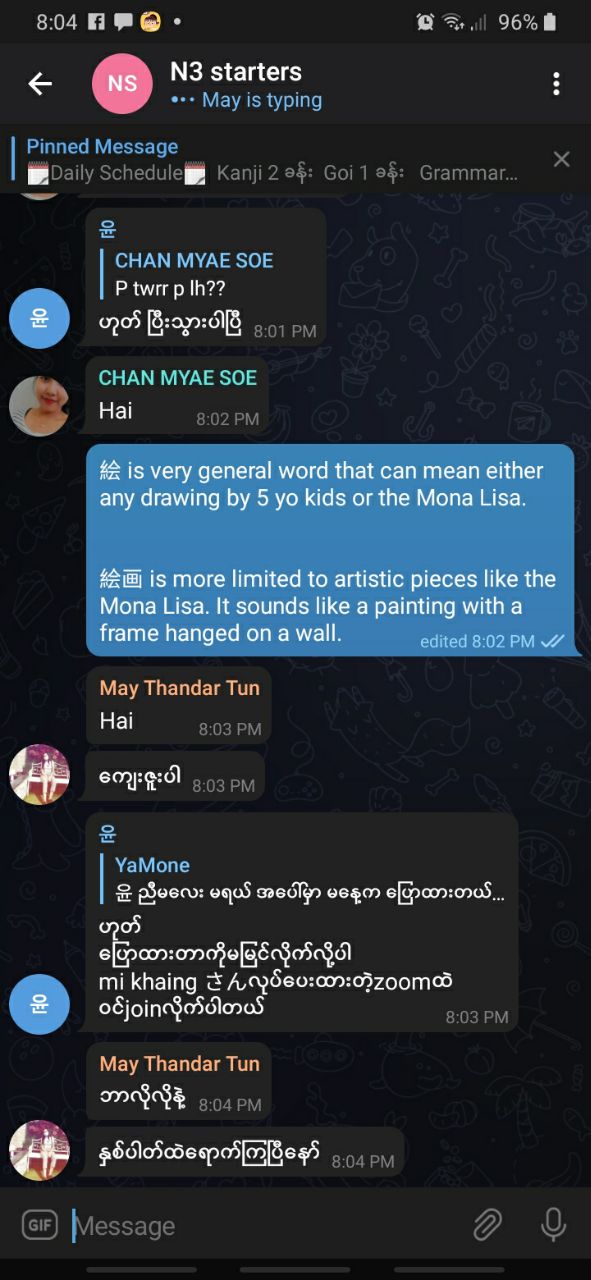 8:04
96%
NS
N3 starters
May is typing
Pinned Message
🗓Daily Schedule🗓 Kanji 2 ခန်း Goi 1 ခန်း Grammar...
윤
CHAN MYAE SOE
P twrr p lh??
윤
ဟုတ် ပြီးသွားပါပြီ 8:01 PM
CHAN MYAE SOE
Hai 8:02 PM
絵 is very general word that can mean either
any drawing by 5 yo kids or the Mona Lisa.
絵画 is more limited to artistic pieces like the
Mona Lisa. It sounds like a painting with a
frame hanged on a wall.
edited 8:02 PM
May Thandar Tun
Hai 8:03 PM
ကျေးဇူးပါ 8:03 PM
윤
YaMone
윤 ညီမလေး မရယ် အပေါ်မှာ မနေ့က ပြောထားတယ်...
ဟုတ်
ပြောထားတာကိုမမြင်လိုက်လို့ပါ
mi khaing さんလုပ်ပေးထားတဲ့zoomထဲ
윤
ဝင်joinလိုက်ပါတယ်
8:03 PM
May Thandar Tun
ဘာလိုလိုနဲ့ 8:04 PM
နှစ်ပါတ်ထဲရောက်ကြပြီနော် 8:04 PM
GIF
Message